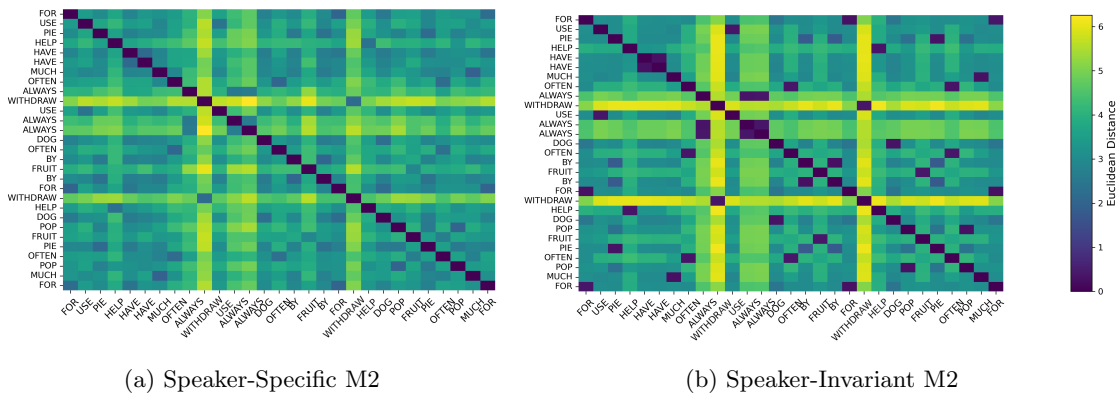 FOR
USE
PIE
HELP
HAVE
HAVE
MUCH
OFTEN
ALWAYS
WITHDRAW
USE
ALWAYS
ALWAYS
DOG
OFTEN
BY
FRUIT
BY
FOR
WITHDRAW
HELP
DOG
POP
FRUIT
PIE
OFTEN
POP
MUCH
FOR
FOR USE PIE HELP HAVE HAVE MUCH OFTEN ALWAYS WITHDRAW USE ALWAYS ALWAYS DOG OFTEN BY FRUIT BY FOR WITHDRAW HELP DOG POP FRUIT PIE OFTEN POP MUCH FOR
(a) Speaker-Specific M2
FOR
USE
PIE
HELP
HAVE
HAVE
MUCH
OFTEN
ALWAYS
WITHDRAW
USE
ALWAYS
ALWAYS
DOG
OFTEN
BY
FRUIT
BY
FOR
WITHDRAW
HELP
DOG
POP
FRUIT
PIE
OFTEN
POP
MUCH
FOR
FOR USE PIE HELP HAVE HAVE MUCH OFTEN ALWAYS WITHDRAW USE ALWAYS ALWAYS DOG OFTEN BY FRUIT BY FOR WITHDRAW HELP DOG POP FRUIT PIE OFTEN POP MUCH FOR
(b) Speaker-Invariant M2
6
5
4
3
2
1
0
Euclidean Distance